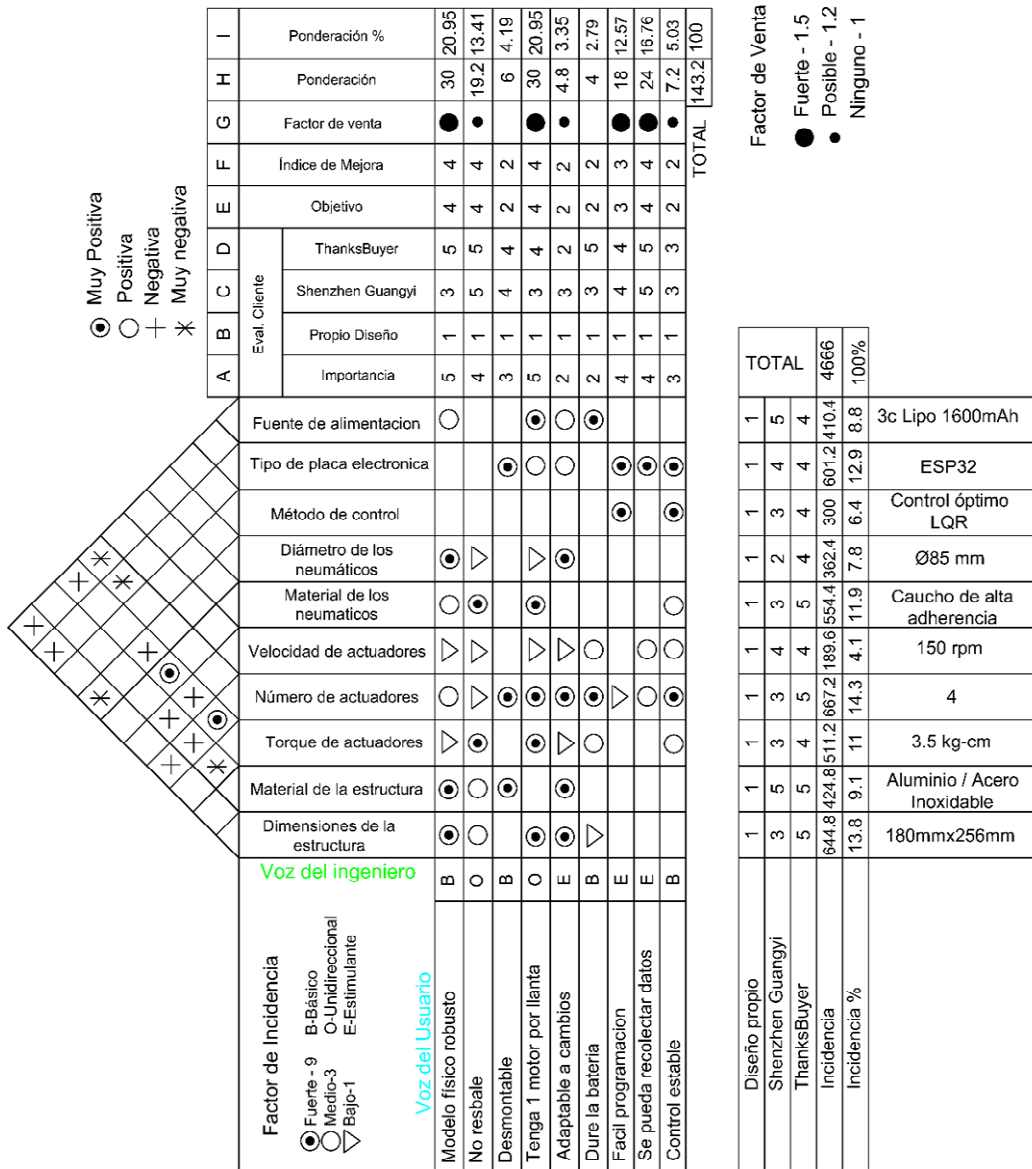 Muy Positiva
Positiva
Negativa
Muy negativa
A B C D E F G H I
Eval. Cliente
Importancia
Propio Diseño
Shenzhen Guangyi
ThanksBuyer
Objetivo
Índice de Mejora
Factor de venta
Ponderación
Ponderación %
Dimensiones de la
estructura
Material de la estructura
Torque de actuadores
Número de actuadores
Velocidad de actuadores
Material de los
neumaticos
Diámetro de los
neumáticos
Método de control
Tipo de placa electronica
Fuente de alimentacion
Voz del ingeniero
Factor de Incidencia
Fuerte - 9
Medio-3
Bajo-1
B-Básico
O-Unidireccional
E-Estimulante
Voz del Usuario
Modelo físico robusto B 5 1 3 5 4 4 30 20.95
No resbale O 4 1 5 5 4 4 19.2 13.41
Desmontable B 3 1 4 4 2 2 6 4.19
Tenga 1 motor por llanta O 5 1 3 4 4 4 30 20.95
Adaptable a cambios E 2 1 3 2 2 2 4.8 3.35
Dure la bateria B 2 1 3 5 2 2 4 2.79
Facil programacion E 4 1 4 4 3 3 18 12.57
Se pueda recolectar datos E 4 1 5 5 4 4 24 16.76
Control estable B 3 1 3 3 2 2 7.2 5.03
TOTAL 143.2 100
Factor de Venta
Fuerte - 1.5
Posible - 1.2
Ninguno - 1
Diseño propio 1 1 1 1 1 1 1 1 1 1 TOTAL
Shenzhen Guangyi 3 5 3 3 4 3 2 3 4 5
ThanksBuyer 5 5 4 5 4 5 4 4 4 4
Incidencia 644.8 424.8 511.2 667.2 189.6 554.4 362.4 300 601.2 410.4 4666
Incidencia % 13.8 9.1 11 14.3 4.1 11.9 7.8 6.4 12.9 8.8 100%
180mmx256mm
Aluminio / Acero
Inoxidable
3.5 kg-cm
4
150 rpm
Caucho de alta
adherencia
Ø85 mm
Control óptimo
LQR
ESP32
3c Lipo 1600mAh